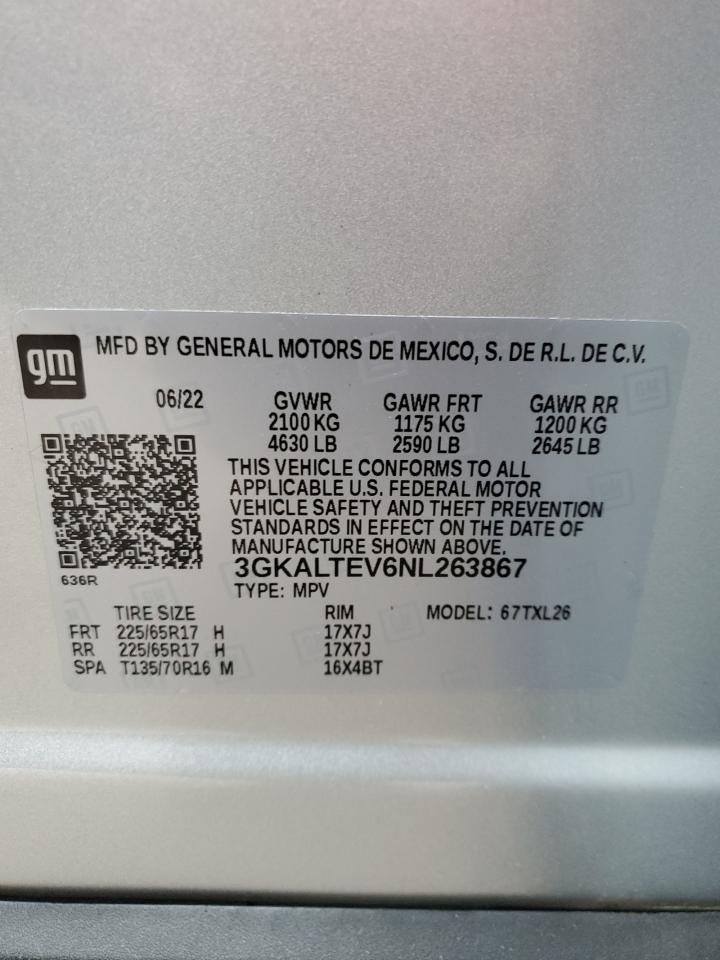 gm
MFD BY GENERAL MOTORS DE MEXICO, S. DE R.L. DE C.V.
06/22 GVWR GAWR FRT GAWR RR
2100 KG 1175 KG 1200 KG
4630 LB 2590 LB 2645 LB
THIS VEHICLE CONFORMS TO ALL
APPLICABLE U.S. FEDERAL MOTOR
VEHICLE SAFETY AND THEFT PREVENTION
STANDARDS IN EFFECT ON THE DATE OF
MANUFACTURE SHOWN ABOVE.
636R
3GKALTEV6NL263867
TYPE: MPV
TIRE SIZE RIM MODEL: 67TXL26
FRT 225/65R17 H 17X7J
RR 225/65R17 H 17X7J
SPA T135/70R16 M 16X4BT